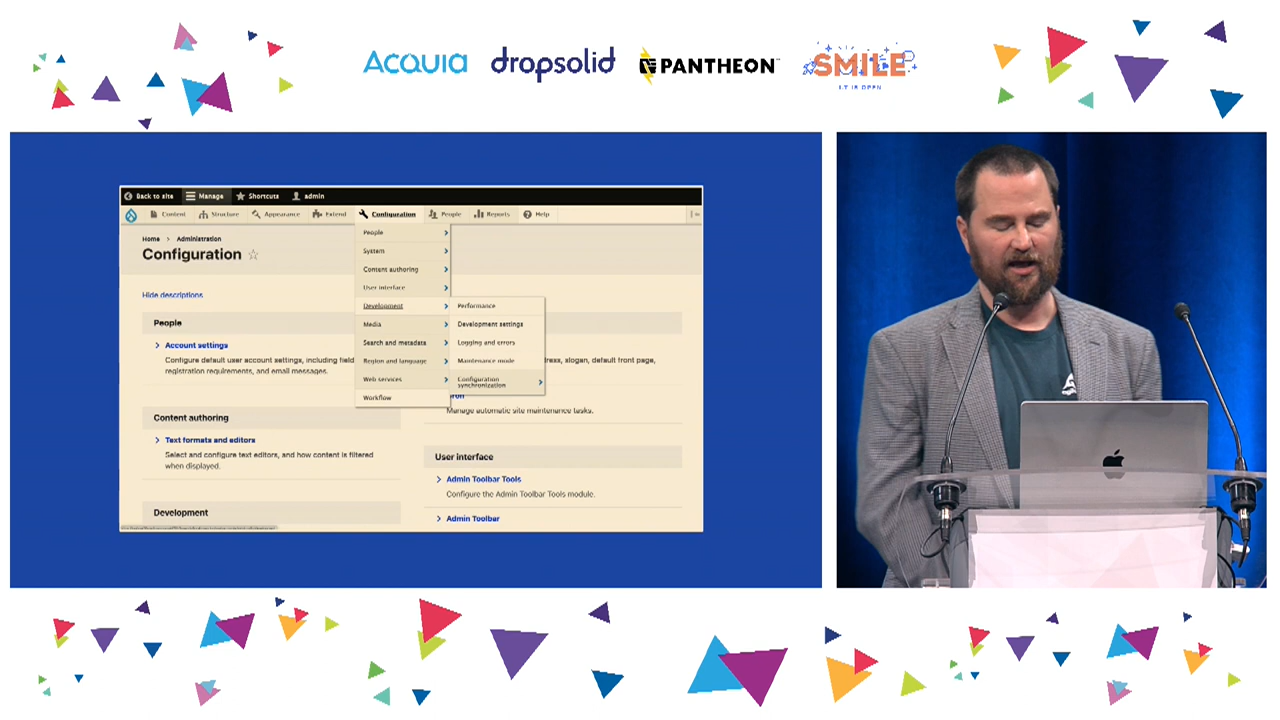 ACQUIA dropsolid PANTHEON SMILE
I.T IS OPEN
Back to site Manage Shortcuts admin
Content Structure Appearance Extend Configuration People Reports Help
Home > Administration
Configuration
Hide descriptions
People
Account settings
Configure default user account settings, including field
registration requirements, and email messages.
Content authoring
Text formats and editors
Select and configure text editors, and how content is filtered
when displayed.
Development
People
System
Content authoring
User interface
Development
Media
Search and metadata
Region and language
Web services
Workflow
Performance
Development settings
Logging and errors
Maintenance mode
Configuration
synchronization
ress, slogan, default front page,
Manage automatic site maintenance tasks.
User interface
Admin Toolbar Tools
Configure the Admin Toolbar Tools module.
Admin Toolbar